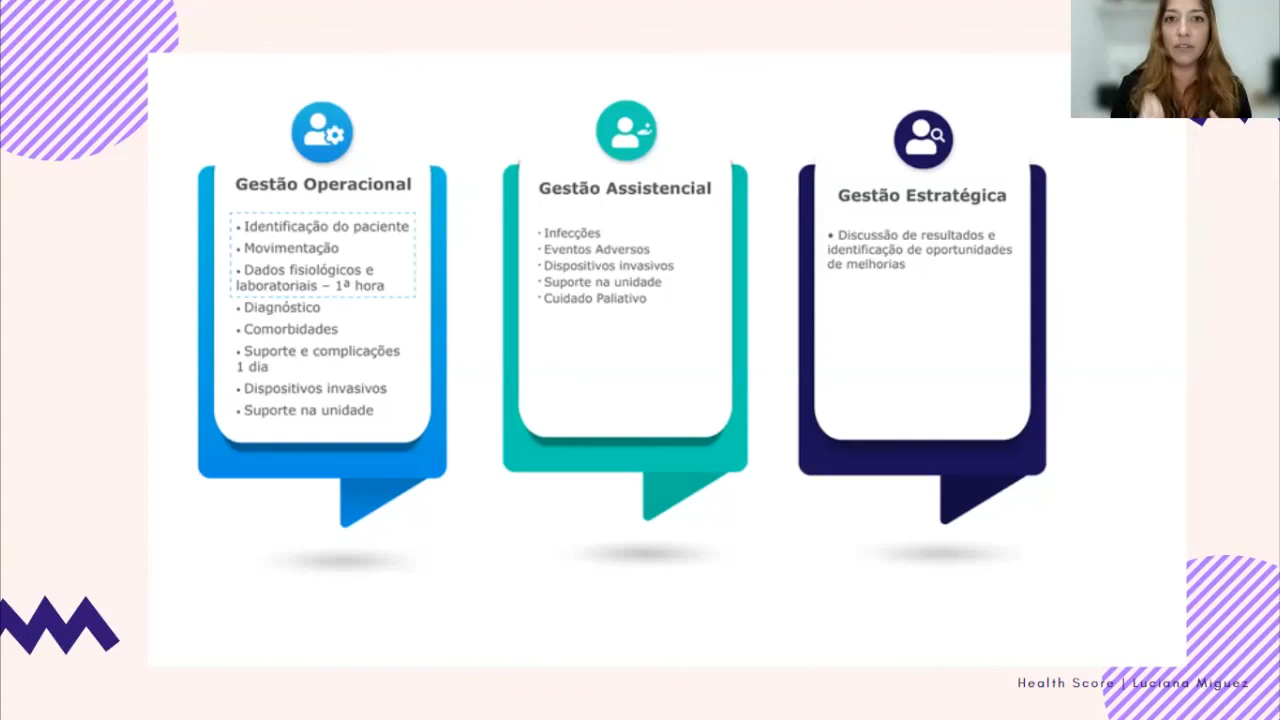 Gestão Operacional
• Identificação do paciente
• Movimentação
• Dados fisiológicos e
laboratoriais – 1ª hora
• Diagnóstico
• Comorbidades
• Suporte e complicações
1 dia
• Dispositivos invasivos
• Suporte na unidade
Gestão Assistencial
· Infecções
· Eventos Adversos
· Dispositivos invasivos
· Suporte na unidade
· Cuidado Paliativo
Gestão Estratégica
• Discussão de resultados e
identificação de oportunidades
de melhorias
Health Score | Luciana Miguez